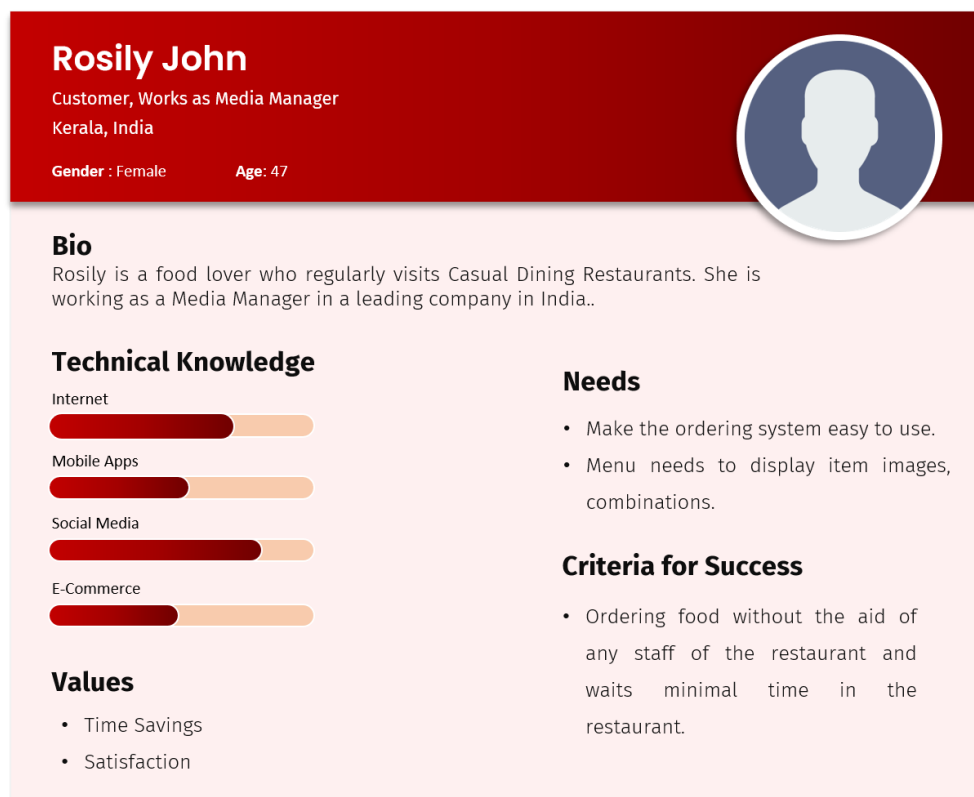 Rosily John
Customer, Works as Media Manager
Kerala, India
Gender : Female Age: 47
Bio
Rosily is a food lover who regularly visits Casual Dining Restaurants. She is
working as a Media Manager in a leading company in India..
Technical Knowledge
Internet
Mobile Apps
Social Media
E-Commerce
Values
• Time Savings
• Satisfaction
Needs
• Make the ordering system easy to use.
• Menu needs to display item images,
combinations.
Criteria for Success
• Ordering food without the aid of
any staff of the restaurant and
waits minimal time in the
restaurant.